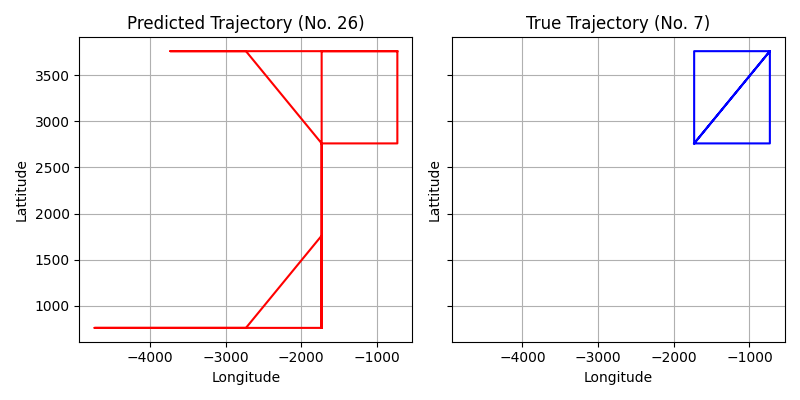 Predicted Trajectory (No. 26)
True Trajectory (No. 7)
Lattitude
3500
3000
2500
2000
1500
1000
−4000 −3000 −2000 −1000
Longitude
Lattitude
−4000 −3000 −2000 −1000
Longitude